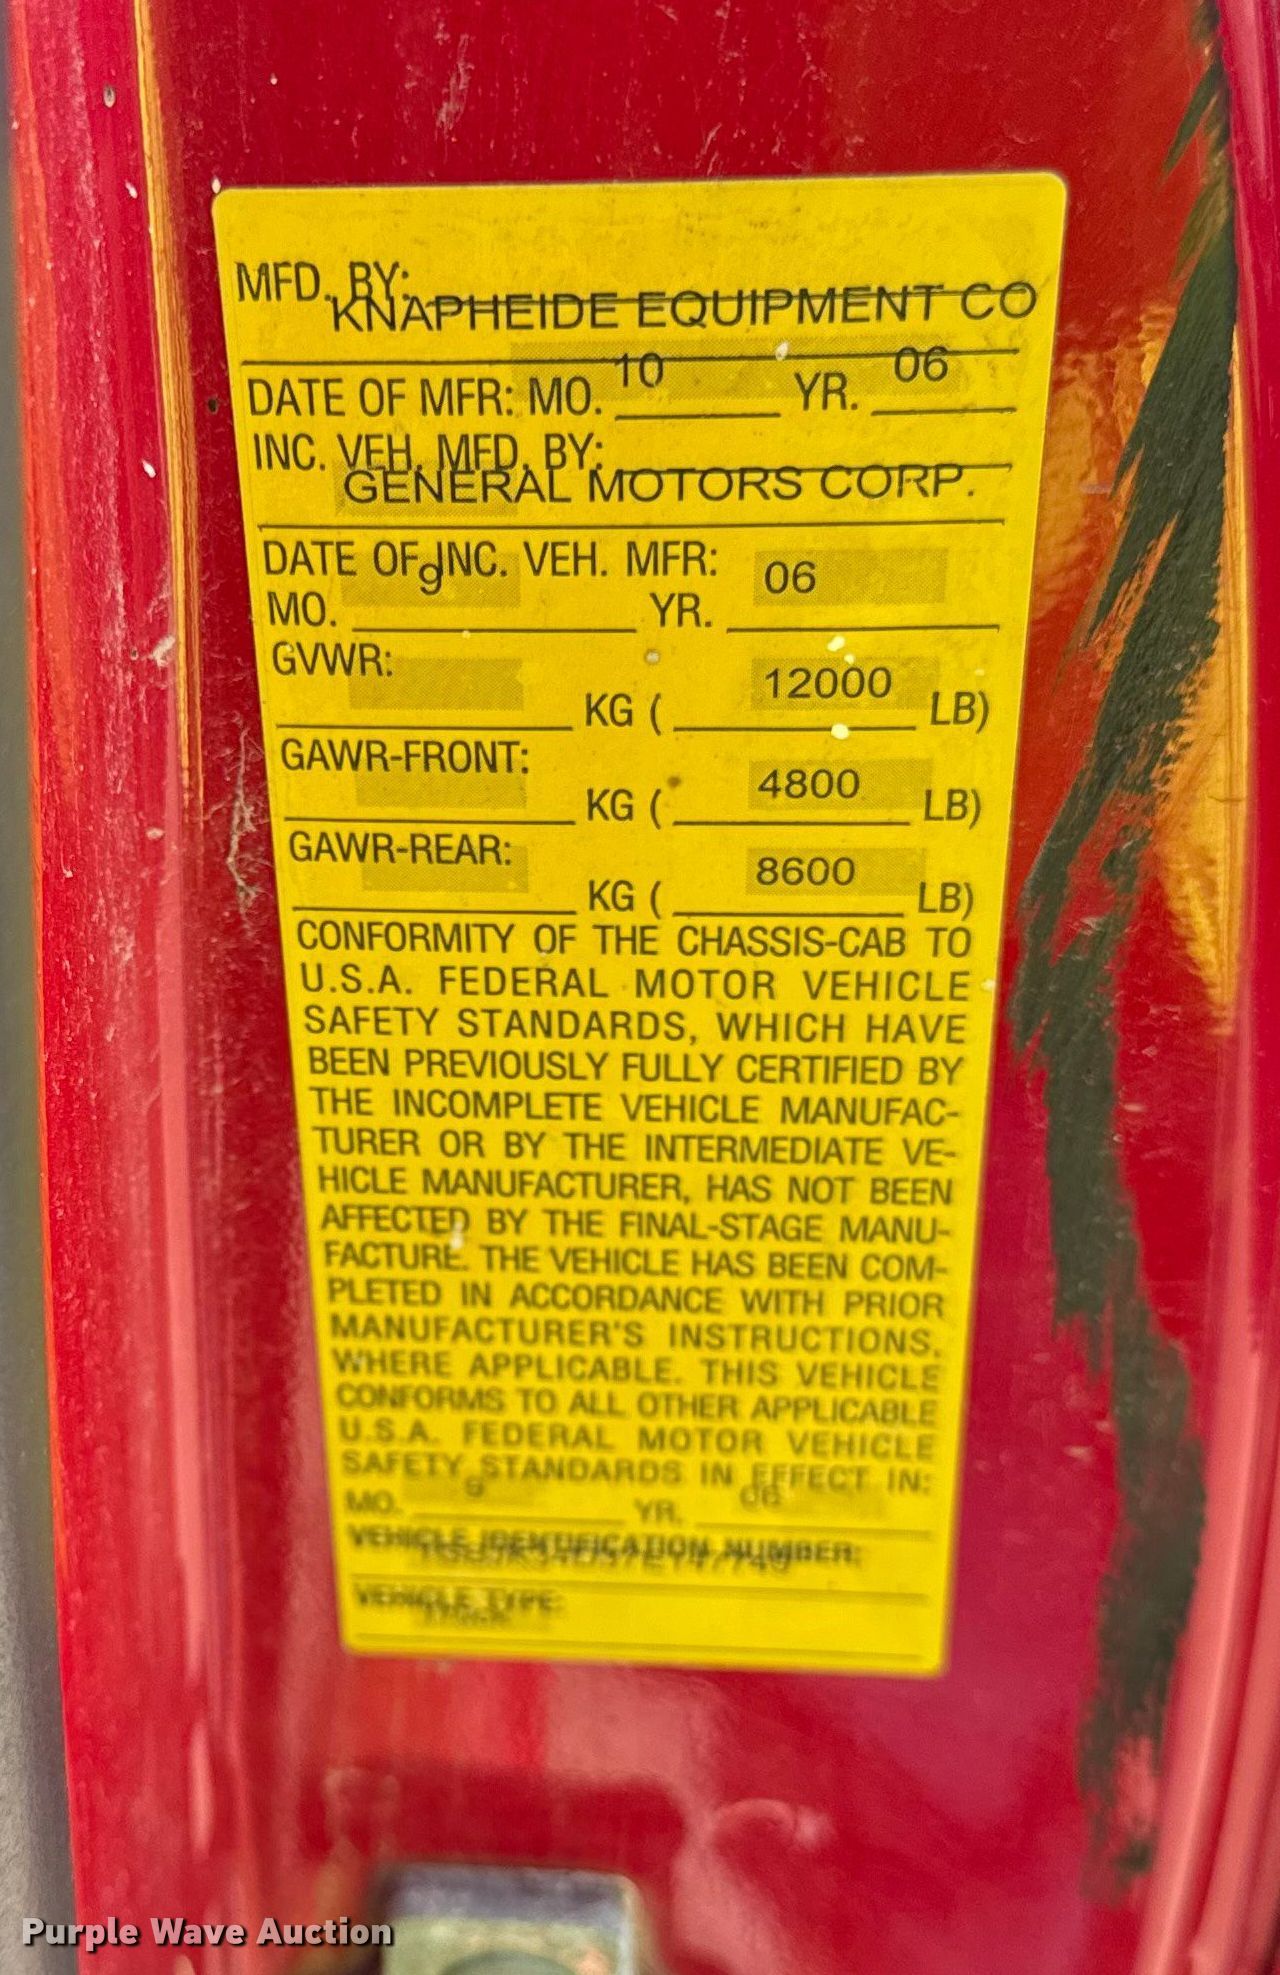 MFD. BY:
KNAPHEIDE EQUIPMENT CO
DATE OF MFR: MO. 10 YR. 06
INC. VEH. MFD. BY:
GENERAL MOTORS CORP.
DATE OF INC. VEH. MFR:
MO. 9 YR. 06
GVWR:
KG ( 12000 LB)
GAWR-FRONT:
KG ( 4800 LB)
GAWR-REAR:
KG ( 8600 LB)
CONFORMITY OF THE CHASSIS-CAB TO
U.S.A. FEDERAL MOTOR VEHICLE
SAFETY STANDARDS, WHICH HAVE
BEEN PREVIOUSLY FULLY CERTIFIED BY
THE INCOMPLETE VEHICLE MANUFAC-
TURER OR BY THE INTERMEDIATE VE-
HICLE MANUFACTURER, HAS NOT BEEN
AFFECTED BY THE FINAL-STAGE MANU-
FACTURE. THE VEHICLE HAS BEEN COM-
PLETED IN ACCORDANCE WITH PRIOR
MANUFACTURER'S INSTRUCTIONS,
WHERE APPLICABLE. THIS VEHICLE
CONFORMS TO ALL OTHER APPLICABLE
U.S.A. FEDERAL MOTOR VEHICLE
SAFETY STANDARDS IN EFFECT IN:
MO. 9 YR. 06
VEHICLE IDENTIFICATION NUMBER:
VEHICLE TYPE:
Purple Wave Auction